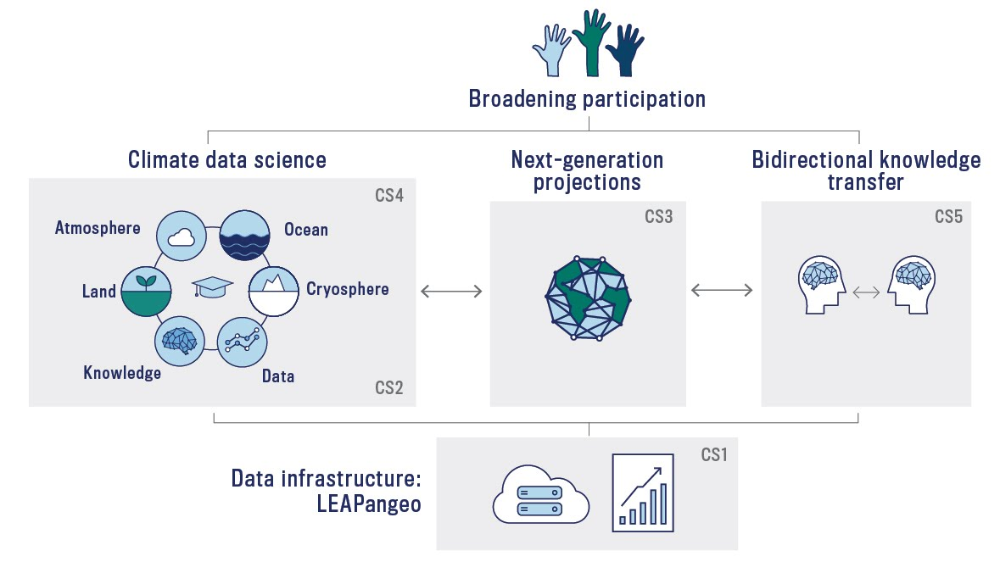 Broadening participation
Climate data science
Next-generation
projections
Bidirectional knowledge
transfer
CS4
Atmosphere
Ocean
Land
Cryosphere
Knowledge
Data
CS2
CS3
CS5
Data infrastructure:
LEAPangeo
CS1